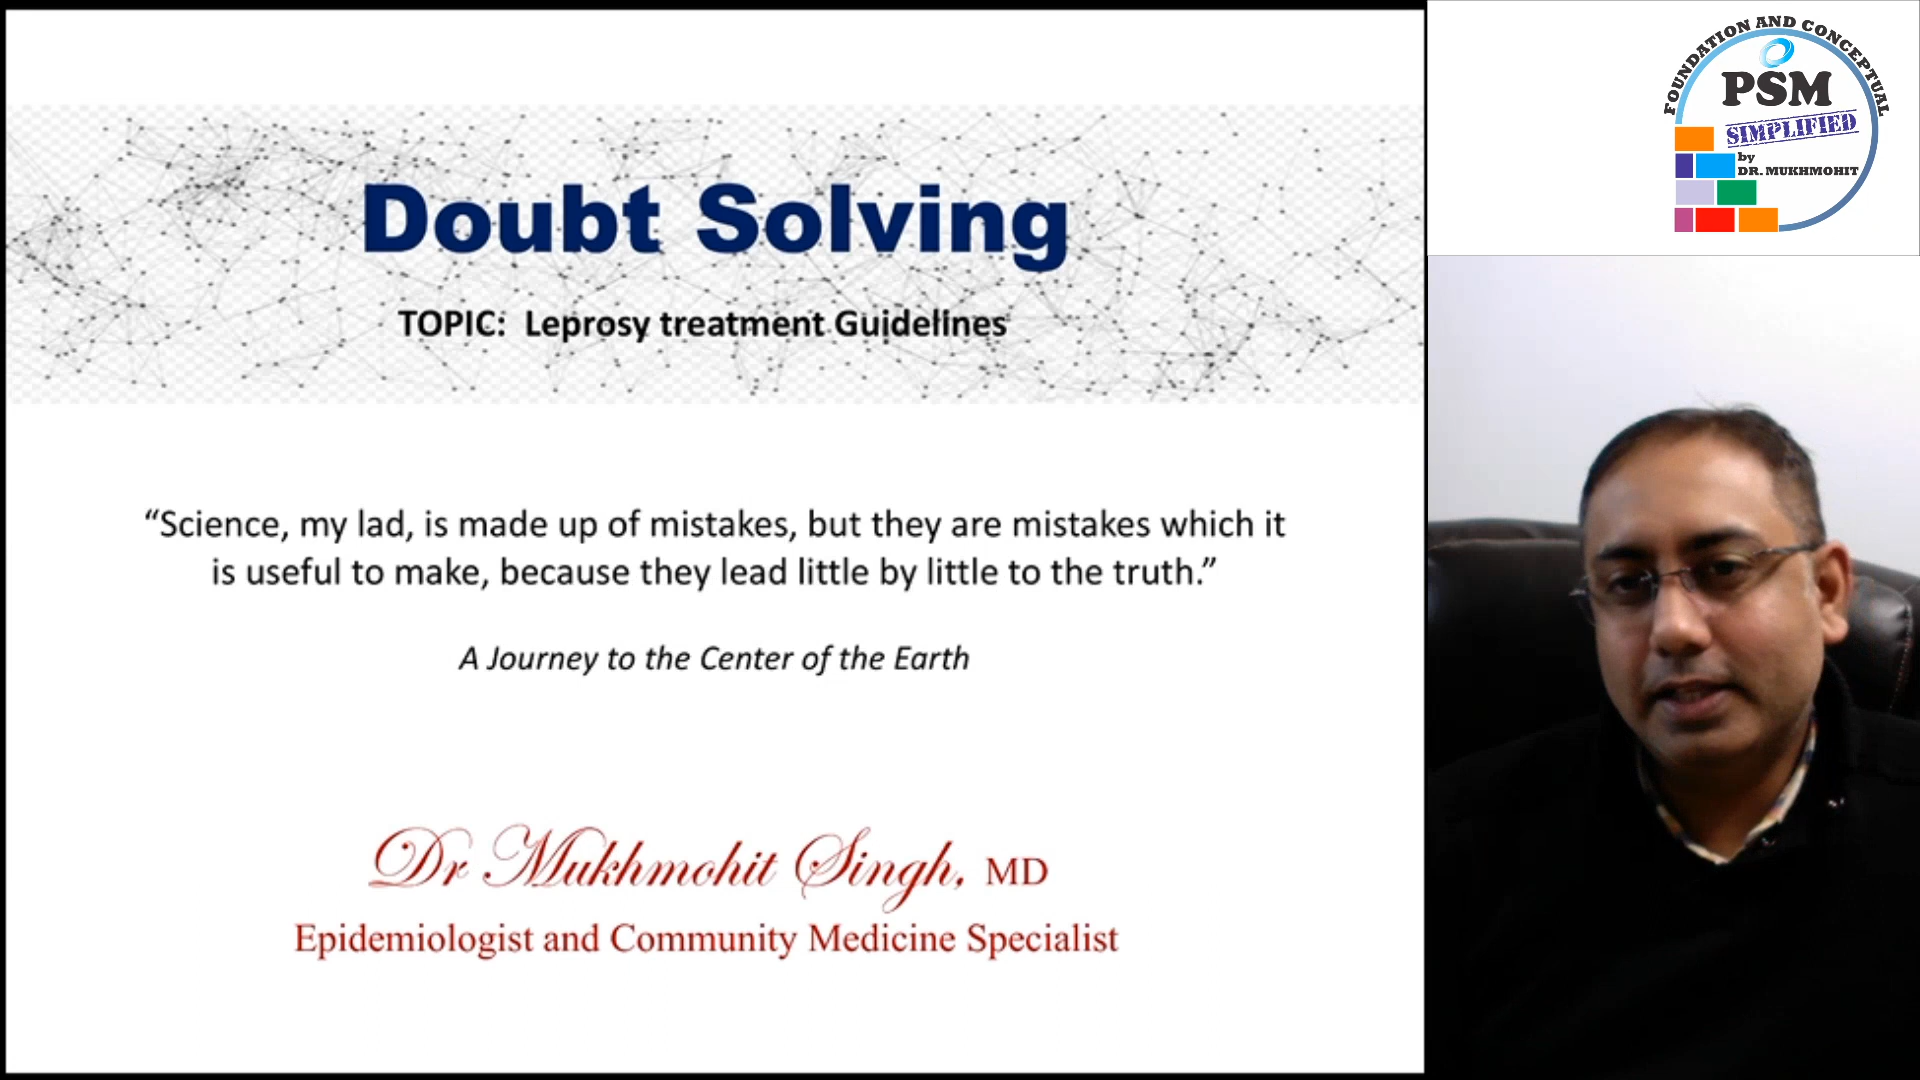 Doubt Solving
TOPIC: Leprosy treatment Guidelines
“Science, my lad, is made up of mistakes, but they are mistakes which it
is useful to make, because they lead little by little to the truth.”
A Journey to the Center of the Earth
Dr Mukhmohit Singh, MD
Epidemiologist and Community Medicine Specialist
FOUNDATION AND CONCEPTUAL
PSM
SIMPLIFIED
by
DR. MUKHMOHIT